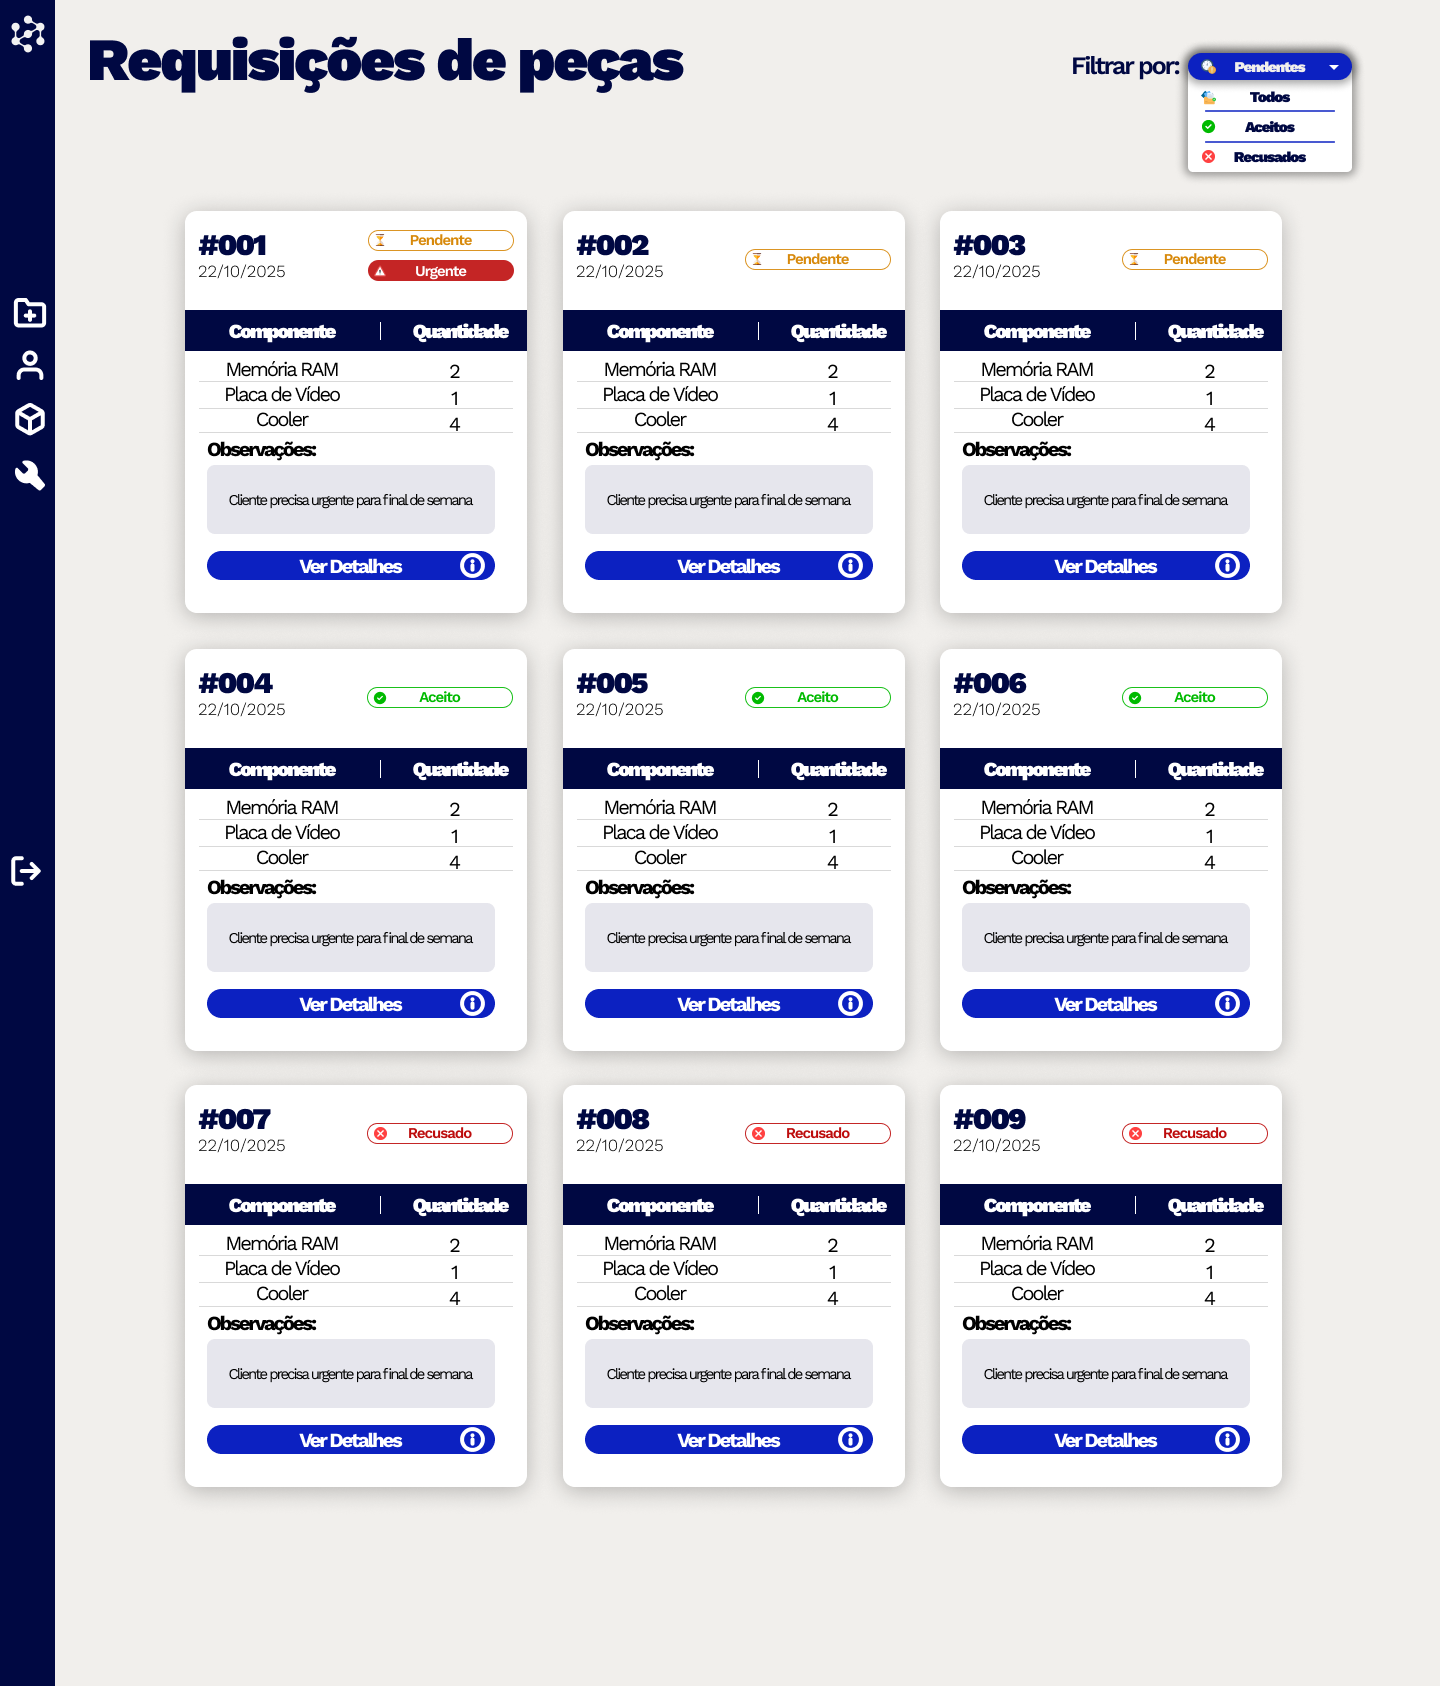 Requisições de peças
Filtrar por:
Pendentes
Todos
Aceitos
Recusados
#001
22/10/2025
Pendente
Urgente
Componente Quantidade
Memória RAM 2
Placa de Vídeo 1
Cooler 4
Observações:
Cliente precisa urgente para final de semana
Ver Detalhes
#002
22/10/2025
Pendente
Componente Quantidade
Memória RAM 2
Placa de Vídeo 1
Cooler 4
Observações:
Cliente precisa urgente para final de semana
Ver Detalhes
#003
22/10/2025
Pendente
Componente Quantidade
Memória RAM 2
Placa de Vídeo 1
Cooler 4
Observações:
Cliente precisa urgente para final de semana
Ver Detalhes
#004
22/10/2025
Aceito
Componente Quantidade
Memória RAM 2
Placa de Vídeo 1
Cooler 4
Observações:
Cliente precisa urgente para final de semana
Ver Detalhes
#005
22/10/2025
Aceito
Componente Quantidade
Memória RAM 2
Placa de Vídeo 1
Cooler 4
Observações:
Cliente precisa urgente para final de semana
Ver Detalhes
#006
22/10/2025
Aceito
Componente Quantidade
Memória RAM 2
Placa de Vídeo 1
Cooler 4
Observações:
Cliente precisa urgente para final de semana
Ver Detalhes
#007
22/10/2025
Recusado
Componente Quantidade
Memória RAM 2
Placa de Vídeo 1
Cooler 4
Observações:
Cliente precisa urgente para final de semana
Ver Detalhes
#008
22/10/2025
Recusado
Componente Quantidade
Memória RAM 2
Placa de Vídeo 1
Cooler 4
Observações:
Cliente precisa urgente para final de semana
Ver Detalhes
#009
22/10/2025
Recusado
Componente Quantidade
Memória RAM 2
Placa de Vídeo 1
Cooler 4
Observações:
Cliente precisa urgente para final de semana
Ver Detalhes